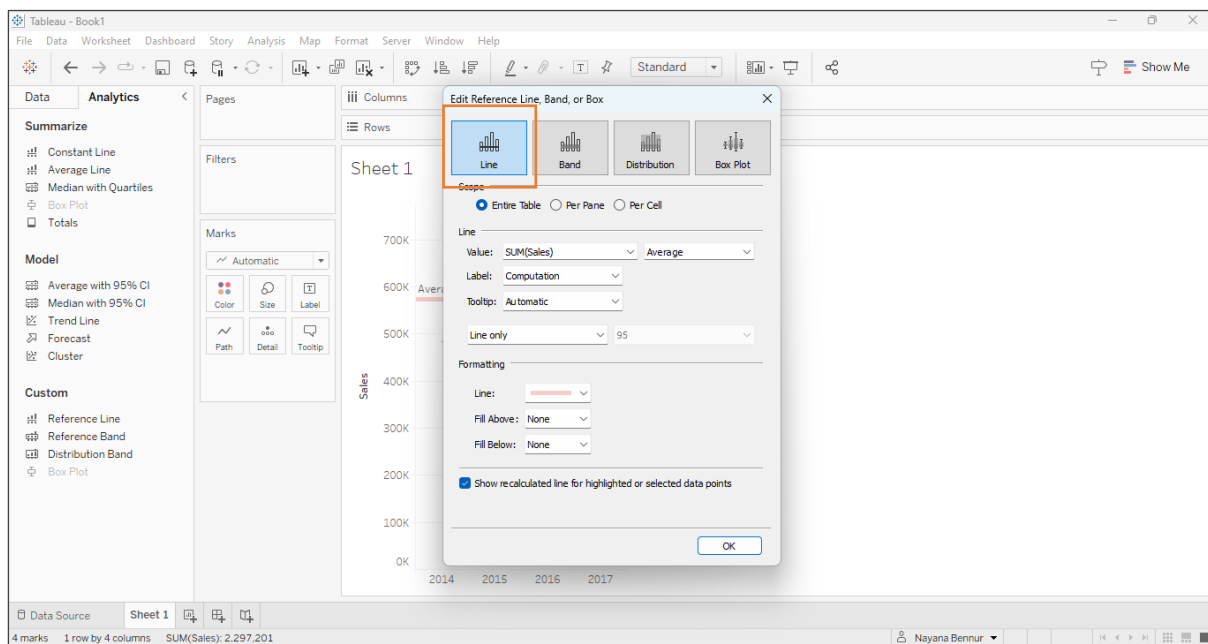 Tableau - Book1
File Data Worksheet Dashboard Story Analysis Map Format Server Window Help
Standard
Show Me
Data Analytics
Summarize
Constant Line
Average Line
Median with Quartiles
Box Plot
Totals
Model
Average with 95% CI
Median with 95% CI
Trend Line
Forecast
Cluster
Custom
Reference Line
Reference Band
Distribution Band
Box Plot
Pages
Filters
Marks
Automatic
Color Size Label
Path Detail Tooltip
Columns
Rows
Sheet 1
Sales
700K
600K
500K
400K
300K
200K
100K
0K
2014 2015 2016 2017
Edit Reference Line, Band, or Box
Line Band Distribution Box Plot
Scope
Entire Table Per Pane Per Cell
Line
Value: SUM(Sales) Average
Label: Computation
Tooltip: Automatic
Line only 95
Formatting
Line:
Fill Above: None
Fill Below: None
Show recalculated line for highlighted or selected data points
OK
Data Source Sheet 1
4 marks 1 row by 4 columns SUM(Sales): 2,297,201
Nayana Bennur